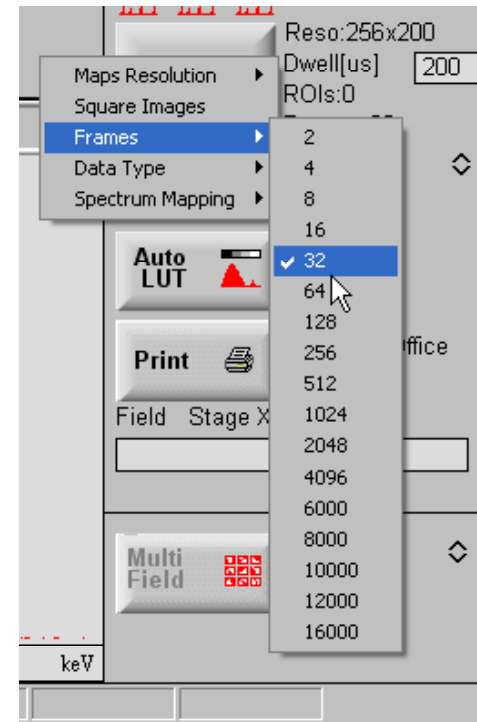 Reso:256x200
Dwell[us] 200
ROIs:0
Maps Resolution
Square Images
Frames
Data Type
Spectrum Mapping
2
4
8
16
32
64
128
256
512
1024
2048
4096
6000
8000
10000
12000
16000
Auto
LUT
Print
ffice
Field Stage X
Multi
Field
keV